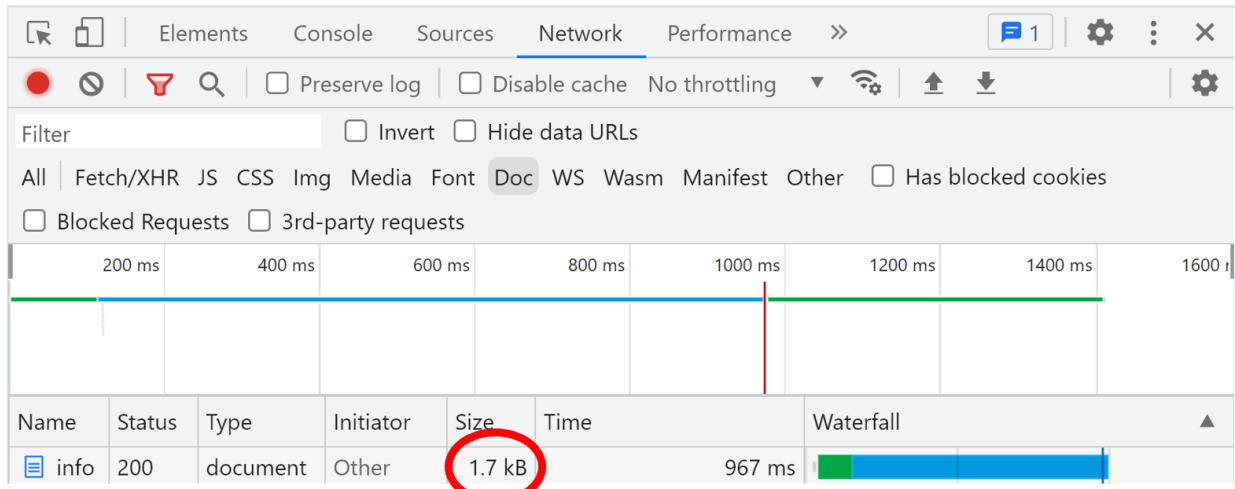 Elements Console Sources Network Performance 1
Preserve log Disable cache No throttling
Filter Invert Hide data URLs
All Fetch/XHR JS CSS Img Media Font Doc WS Wasm Manifest Other Has blocked cookies
Blocked Requests 3rd-party requests
200 ms 400 ms 600 ms 800 ms 1000 ms 1200 ms 1400 ms 1600
Name Status Type Initiator Size Time Waterfall
info 200 document Other 1.7 kB 967 ms